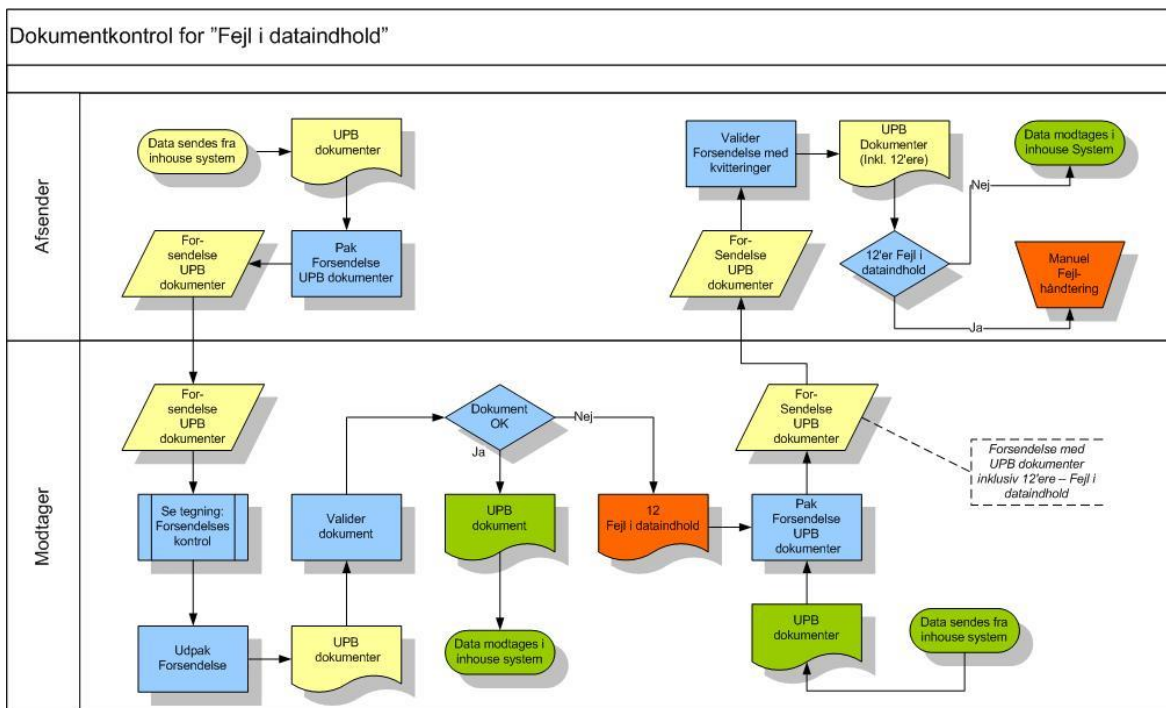 Dokumentkontrol for ”Fejl i dataindhold”
Afsender
Data sendes fra
inhouse system
UPB
dokumenter
Pak
Forsendelse
UPB dokumenter
For-
sendelse
UPB
dokumenter
Valider
Forsendelse med
kvitteringer
UPB
Dokumenter
(Inkl. 12'ere)
Data modtages i
inhouse System
Nej
For-
Sendelse
UPB
dokumenter
12'er Fejl i
dataindhold
Manuel
Fejl-
håndtering
Ja
Modtager
For-
sendelse
UPB
dokumenter
Dokument
OK
Nej
Ja
For-
Sendelse
UPB
dokumenter
Forsendelse med
UPB dokumenter
inklusiv 12'ere – Fejl i
dataindhold
Se tegning:
Forsendelses
kontrol
Valider
dokument
UPB
dokument
12
Fejl i dataindhold
Pak
Forsendelse
UPB
dokumenter
Udpak
Forsendelse
UPB
dokumenter
Data modtages i
inhouse system
UPB
dokumenter
Data sendes fra
inhouse system